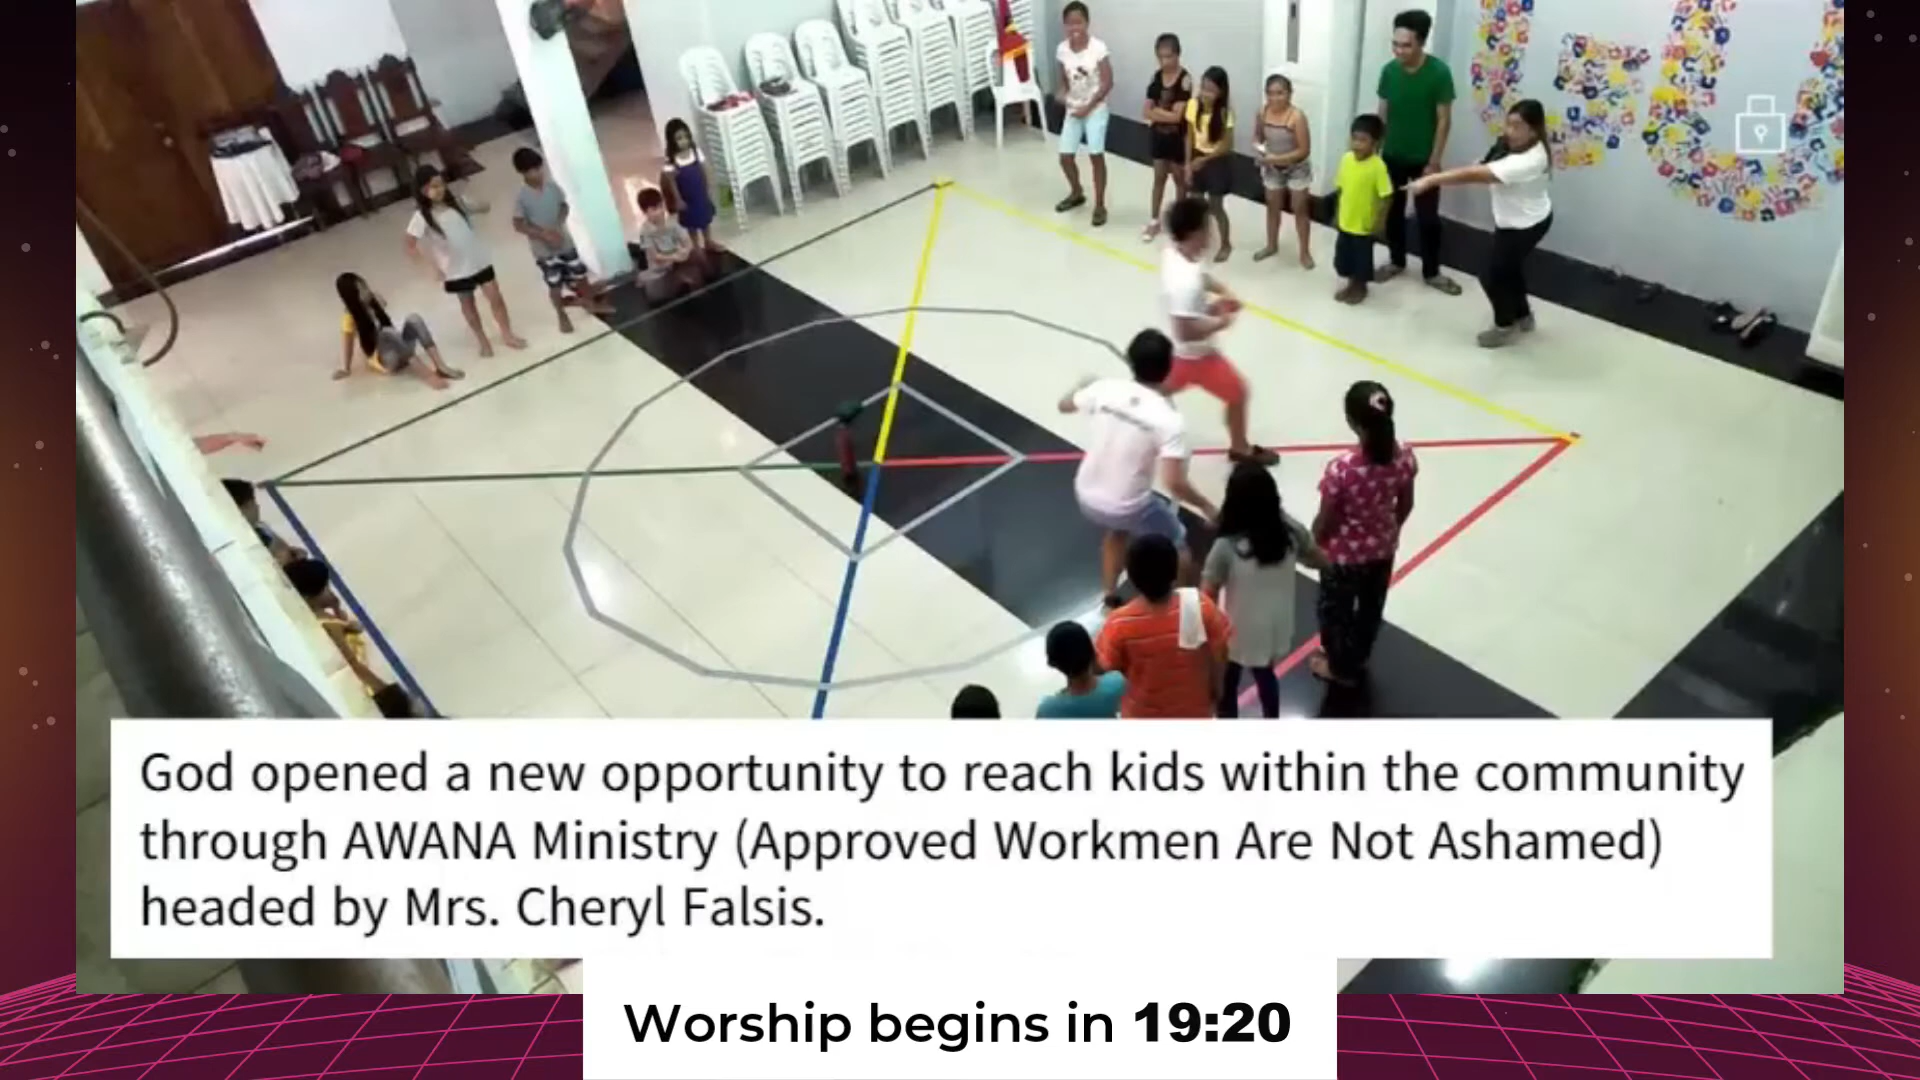 God opened a new opportunity to reach kids within the community
through AWANA Ministry (Approved Workmen Are Not Ashamed)
headed by Mrs. Cheryl Falsis.
Worship begins in 19:20